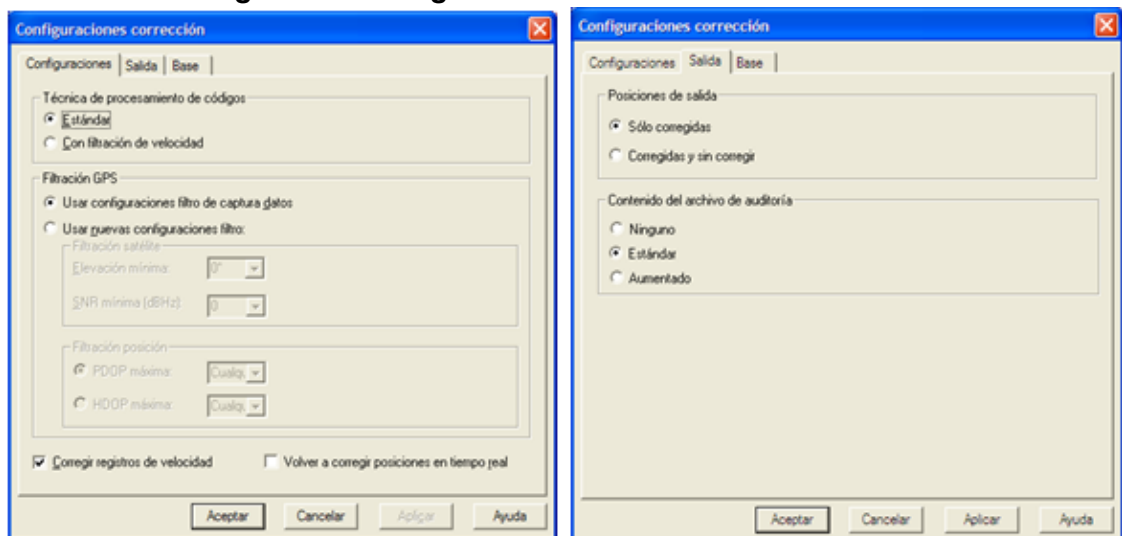 Configuraciones corrección
Configuraciones Salida Base
Técnica de procesamiento de códigos
Estándar
Con filtración de velocidad
Filtración GPS
Usar configuraciones filtro de captura datos
Usar nuevas configuraciones filtro:
Filtración satélite
Elevación mínima: 0°
SNR mínima (dBHz) 0
Filtración posición
PDOP máxima: Cualq.
HDOP máxima: Cualq.
Corregir registros de velocidad Volver a corregir posiciones en tiempo real
Aceptar Cancelar Aplicar Ayuda
Configuraciones corrección
Configuraciones Salida Base
Posiciones de salida
Sólo corregidas
Corregidas y sin corregir
Contenido del archivo de auditoría
Ninguno
Estándar
Aumentado
Aceptar Cancelar Aplicar Ayuda